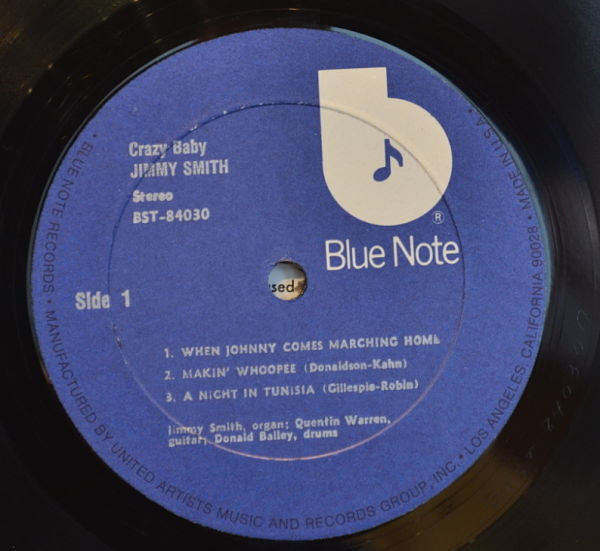 Crazy Baby
JIMMY SMITH
Stereo
BST-84030
b
®
Blue Note
Side 1
sed
1. WHEN JOHNNY COMES MARCHING HOME
2. MAKIN' WHOOPEE (Donaldson-Kahn)
3. A NIGHT IN TUNISIA (Gillespie-Robin)
Jimmy Smith, organ; Quentin Warren,
guitar; Donald Bailey, drums
• BLUE NOTE RECORDS • MANUFACTURED BY UNITED ARTISTS MUSIC AND RECORDS GROUP, INC. • LOS ANGELES, CALIFORNIA 90028 • MADE IN U.S.A.